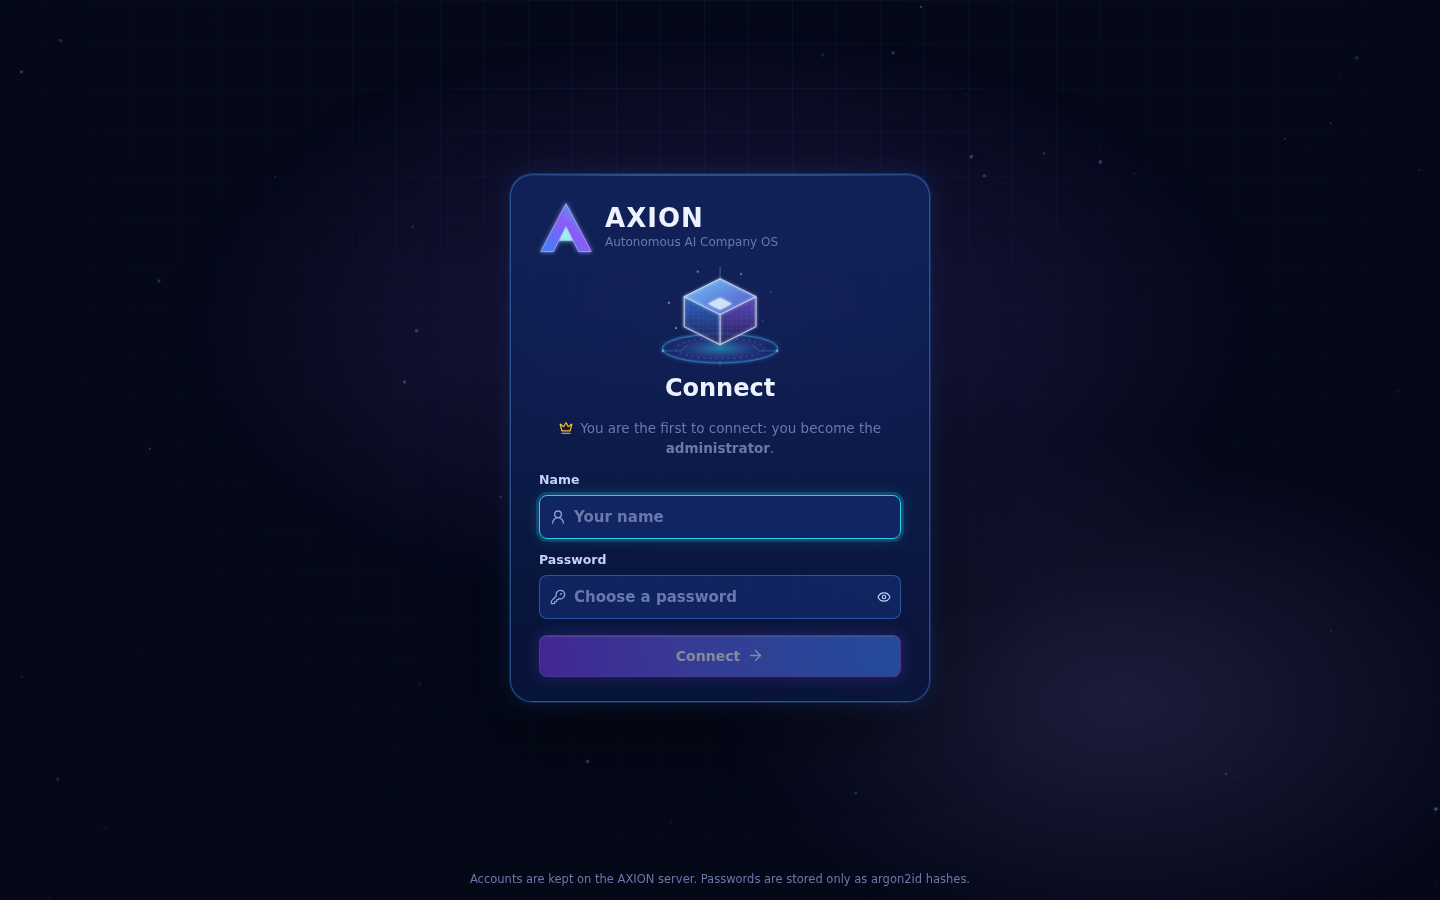 AXION
Autonomous AI Company OS
Connect
You are the first to connect: you become the
administrator.
Name
Your name
Password
Choose a password
Connect
Accounts are kept on the AXION server. Passwords are stored only as argon2id hashes.